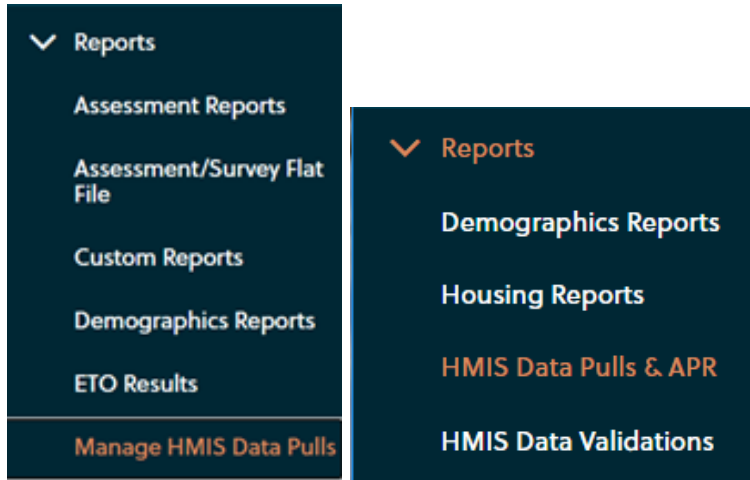 Reports
Assessment Reports
Assessment/Survey Flat
File
Custom Reports
Demographics Reports
ETO Results
Manage HMIS Data Pulls
Reports
Demographics Reports
Housing Reports
HMIS Data Pulls & APR
HMIS Data Validations